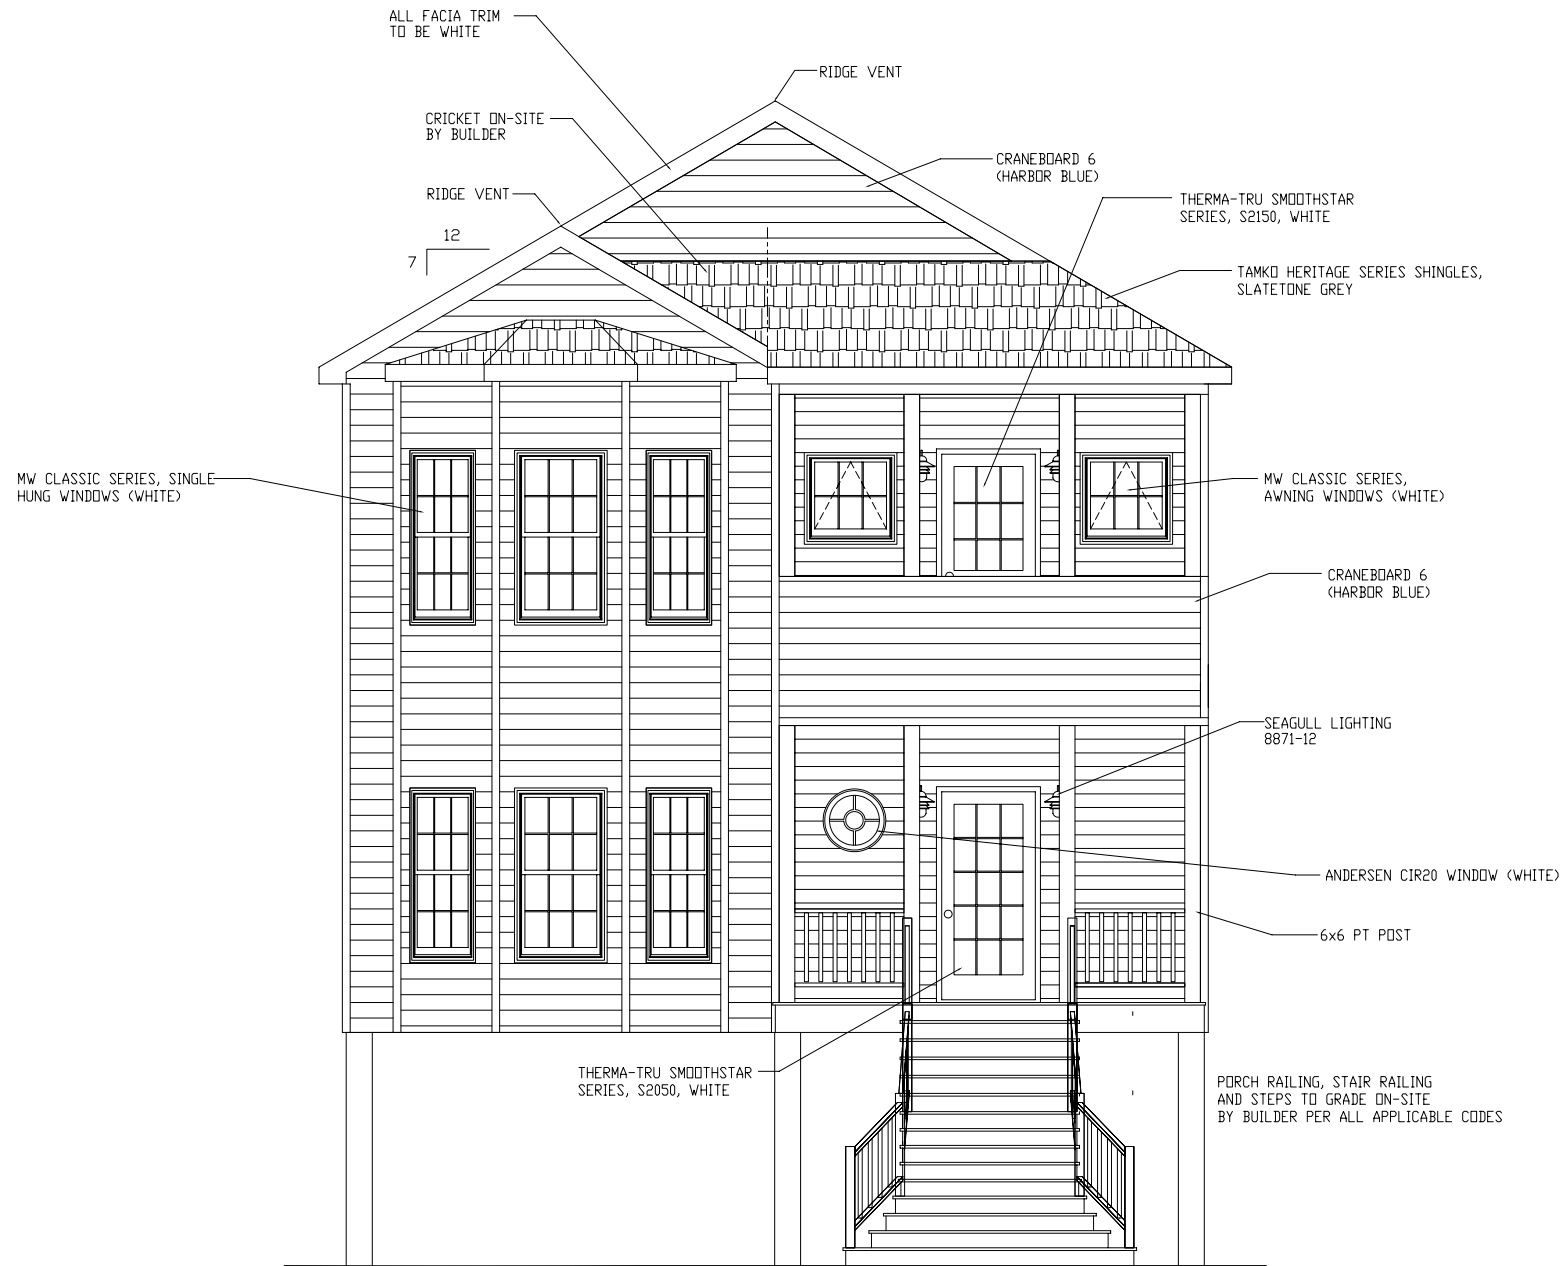 ALL FACIA TRIM
TO BE WHITE
RIDGE VENT
CRICKET ON-SITE
BY BUILDER
CRANEBOARD 6
(HARBOR BLUE)
RIDGE VENT
THERMA-TRU SMOOTHSTAR
SERIES, S2150, WHITE
12
7
TAMKO HERITAGE SERIES SHINGLES,
SLATETONE GREY
MW CLASSIC SERIES, SINGLE
HUNG WINDOWS (WHITE)
MW CLASSIC SERIES,
AWNING WINDOWS (WHITE)
CRANEBOARD 6
(HARBOR BLUE)
SEAGULL LIGHTING
8871-12
ANDERSEN CIR20 WINDOW (WHITE)
6x6 PT POST
THERMA-TRU SMOOTHSTAR
SERIES, S2050, WHITE
PORCH RAILING, STAIR RAILING
AND STEPS TO GRADE ON-SITE
BY BUILDER PER ALL APPLICABLE CODES